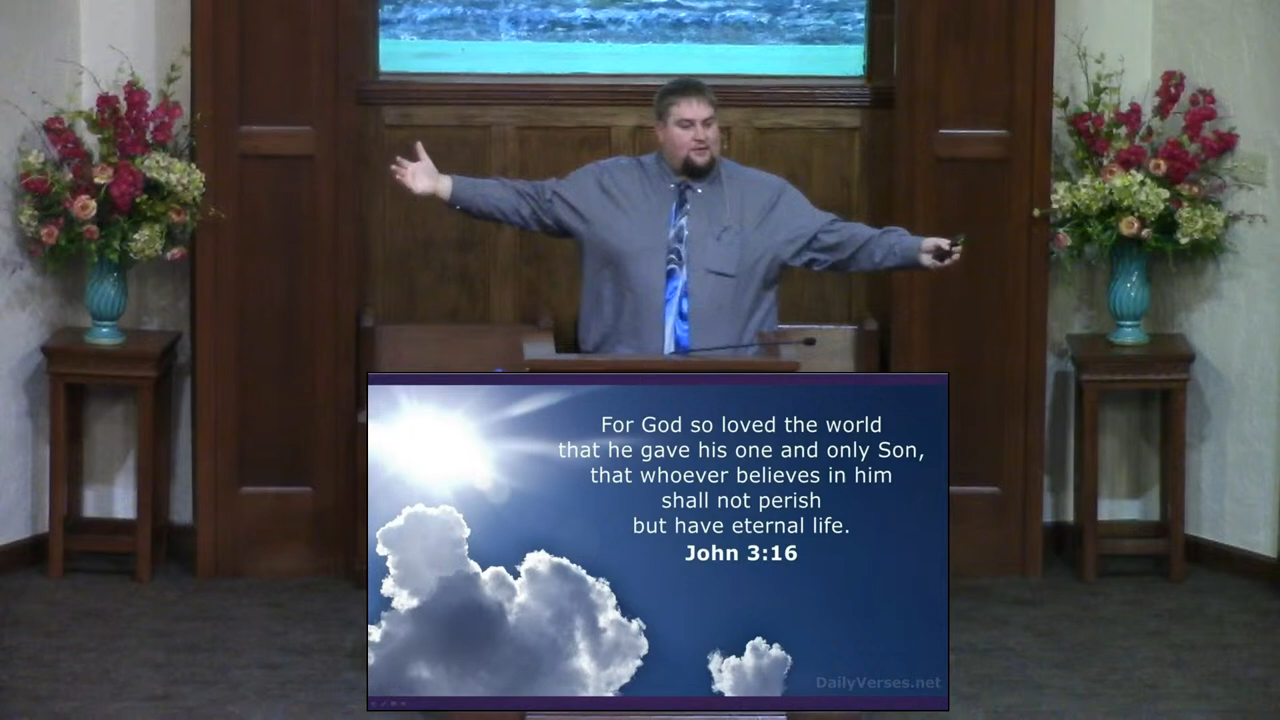 For God so loved the world
that he gave his one and only Son,
that whoever believes in him
shall not perish
but have eternal life.
John 3:16
DailyVerses.net